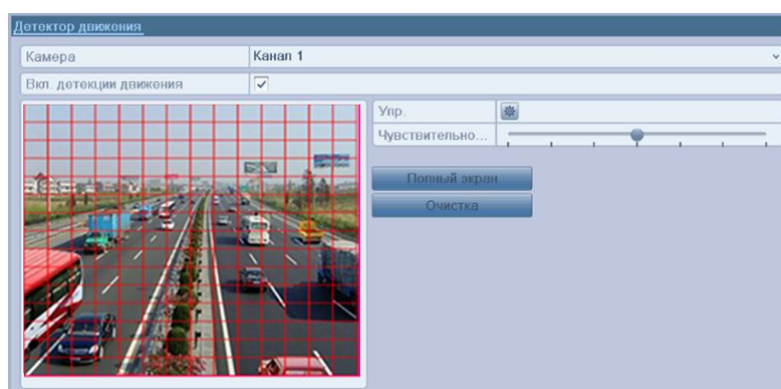 Детектор движения
Камера
Канал 1
Вкл. детекции движения
Упр.
Чувствительно...
Полный экран
Очистка